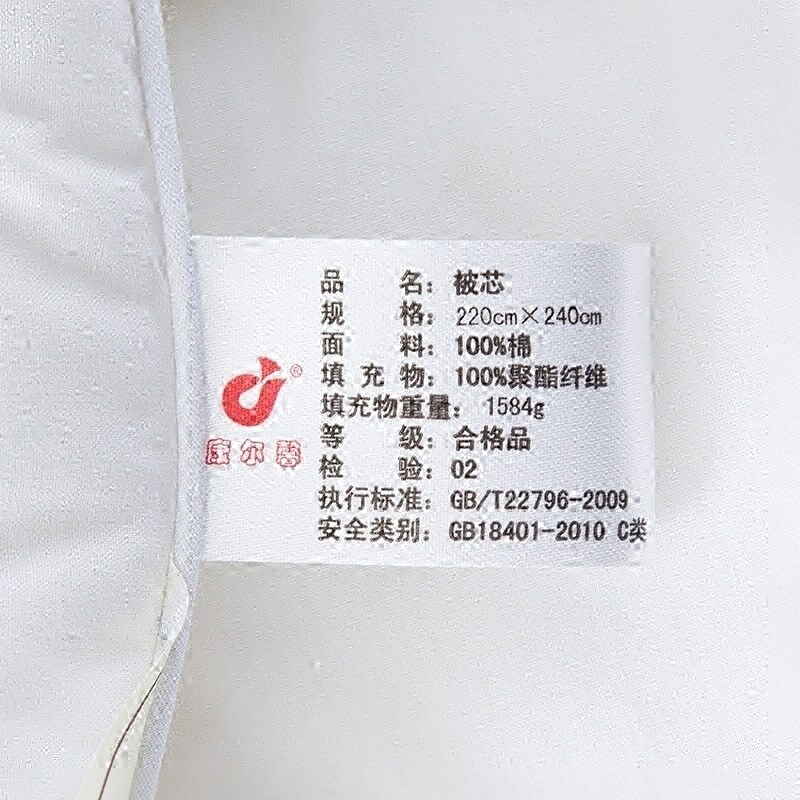 品 名：被芯
规 格：220cm×240cm
面 料：100%棉
填 充 物：100%聚酯纤维
填充物重量：1584g
等 级：合格品
检 验：02
执行标准：GB/T22796-2009
安全类别：GB18401-2010 C类
®
康尔馨